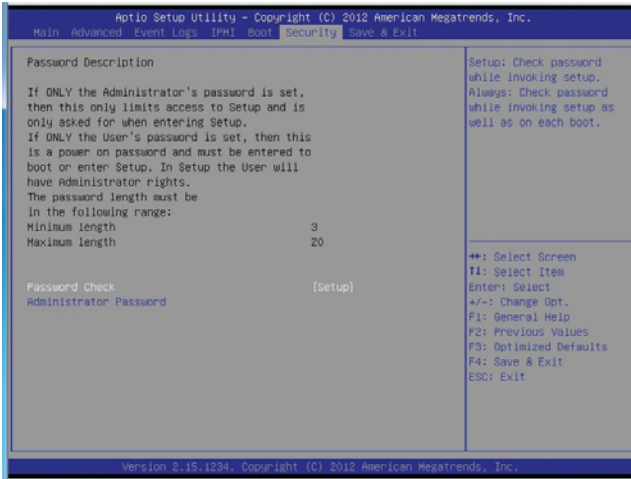 Aptio Setup Utility - Copyright (C) 2012 American Megatrends, Inc.
Main Advanced Event Logs IPMI Boot Security Save & Exit
Password Description
If ONLY the Administrator's password is set,
then this only limits access to Setup and is
only asked for when entering Setup.
If ONLY the User's password is set, then this
is a power on password and must be entered to
boot or enter Setup. In Setup the User will
have Administrator rights.
The password length must be
in the following range:
Minimum length 3
Maximum length 20
Password Check [Setup]
Administrator Password
Setup: Check password
while invoking setup.
Always: Check password
while invoking setup as
well as on each boot.
↔: Select Screen
↑↓: Select Item
Enter: Select
+/-: Change Opt.
F1: General Help
F2: Previous Values
F3: Optimized Defaults
F4: Save & Exit
ESC: Exit
Version 2.15.1234. Copyright (C) 2012 American Megatrends, Inc.